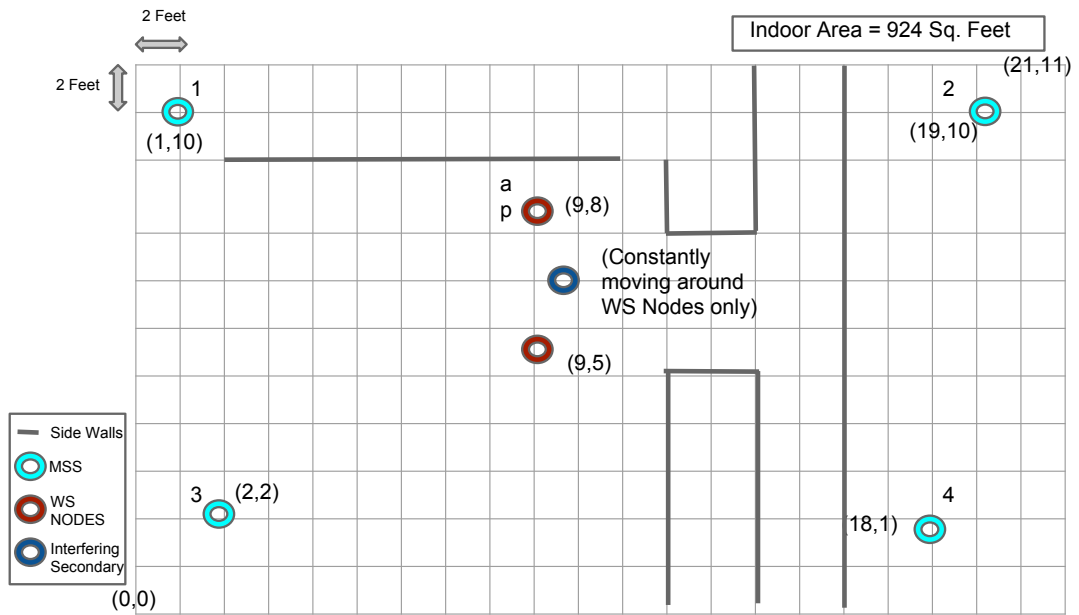 2 Feet
Indoor Area = 924 Sq. Feet
2 Feet
(21,11)
1
2
(1,10)
(19,10)
a
p
(9,8)
(Constantly
moving around
WS Nodes only)
(9,5)
Side Walls
MSS
WS
NODES
Interfering
Secondary
3
(2,2)
4
(18,1)
(0,0)